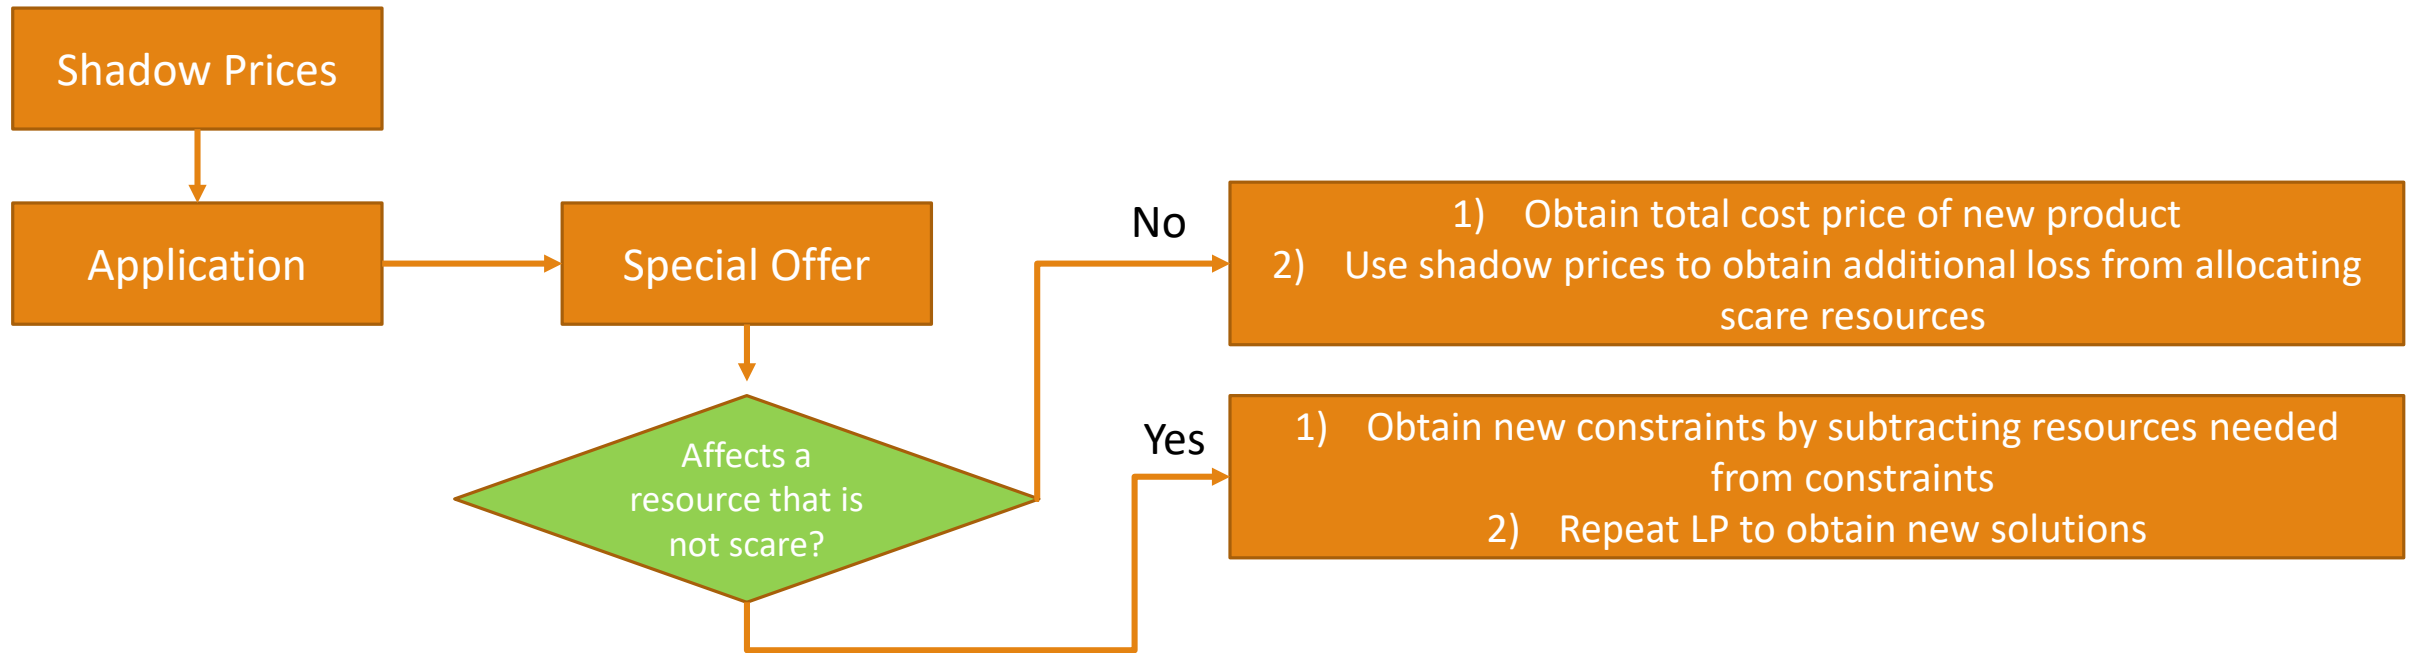 Shadow Prices
Application
Special Offer
Affects a
resource that is
not scare?
No
1) Obtain total cost price of new product
2) Use shadow prices to obtain additional loss from allocating
scare resources
Yes
1) Obtain new constraints by subtracting resources needed
from constraints
2) Repeat LP to obtain new solutions